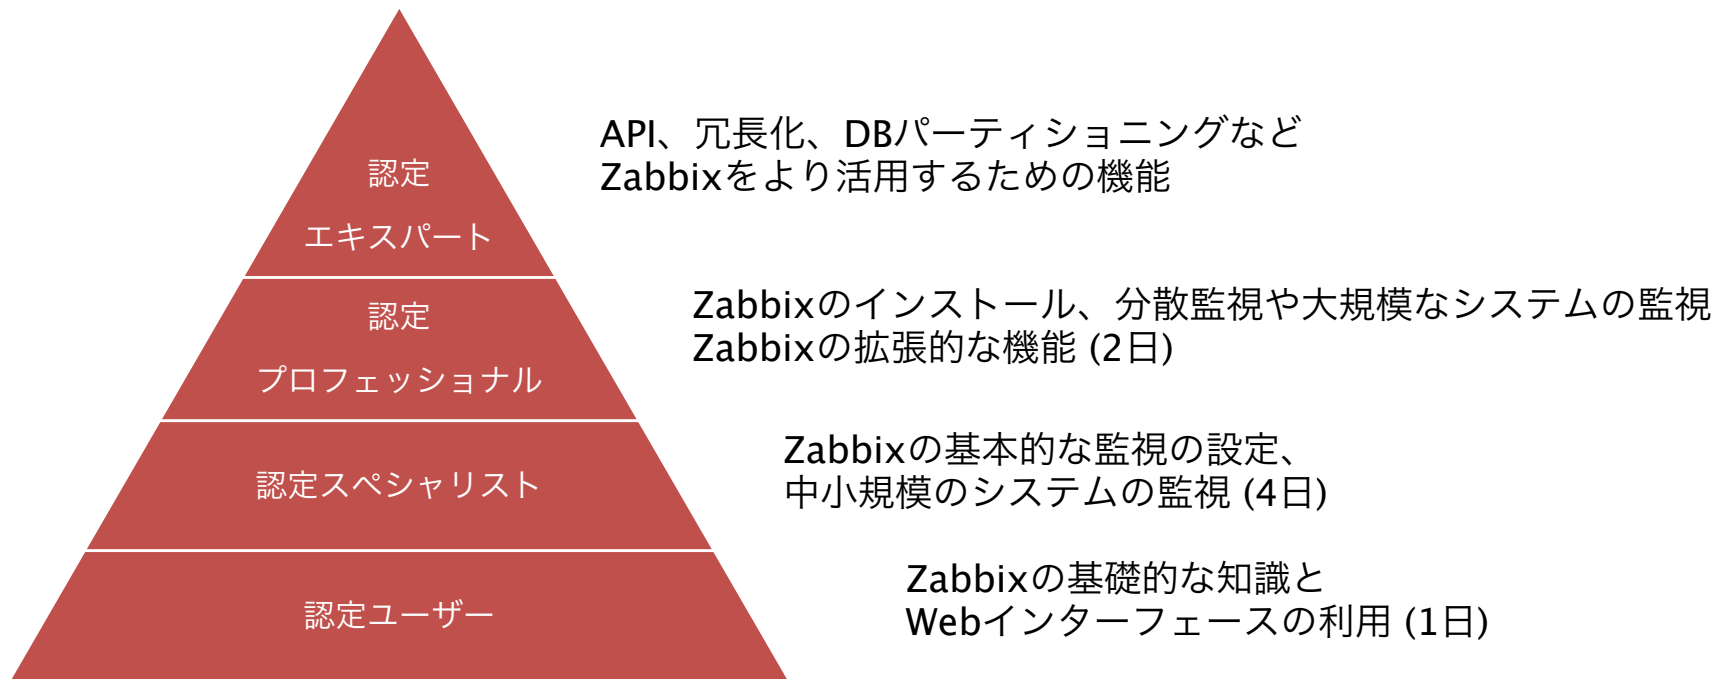 認定
エキスパート
API、冗長化、DBパーティショニングなど
Zabbixをより活用するための機能
認定
プロフェッショナル
Zabbixのインストール、分散監視や大規模なシステムの監視
Zabbixの拡張的な機能 (2日)
認定スペシャリスト
Zabbixの基本的な監視の設定、
中小規模のシステムの監視 (4日)
認定ユーザー
Zabbixの基礎的な知識と
Webインターフェースの利用 (1日)